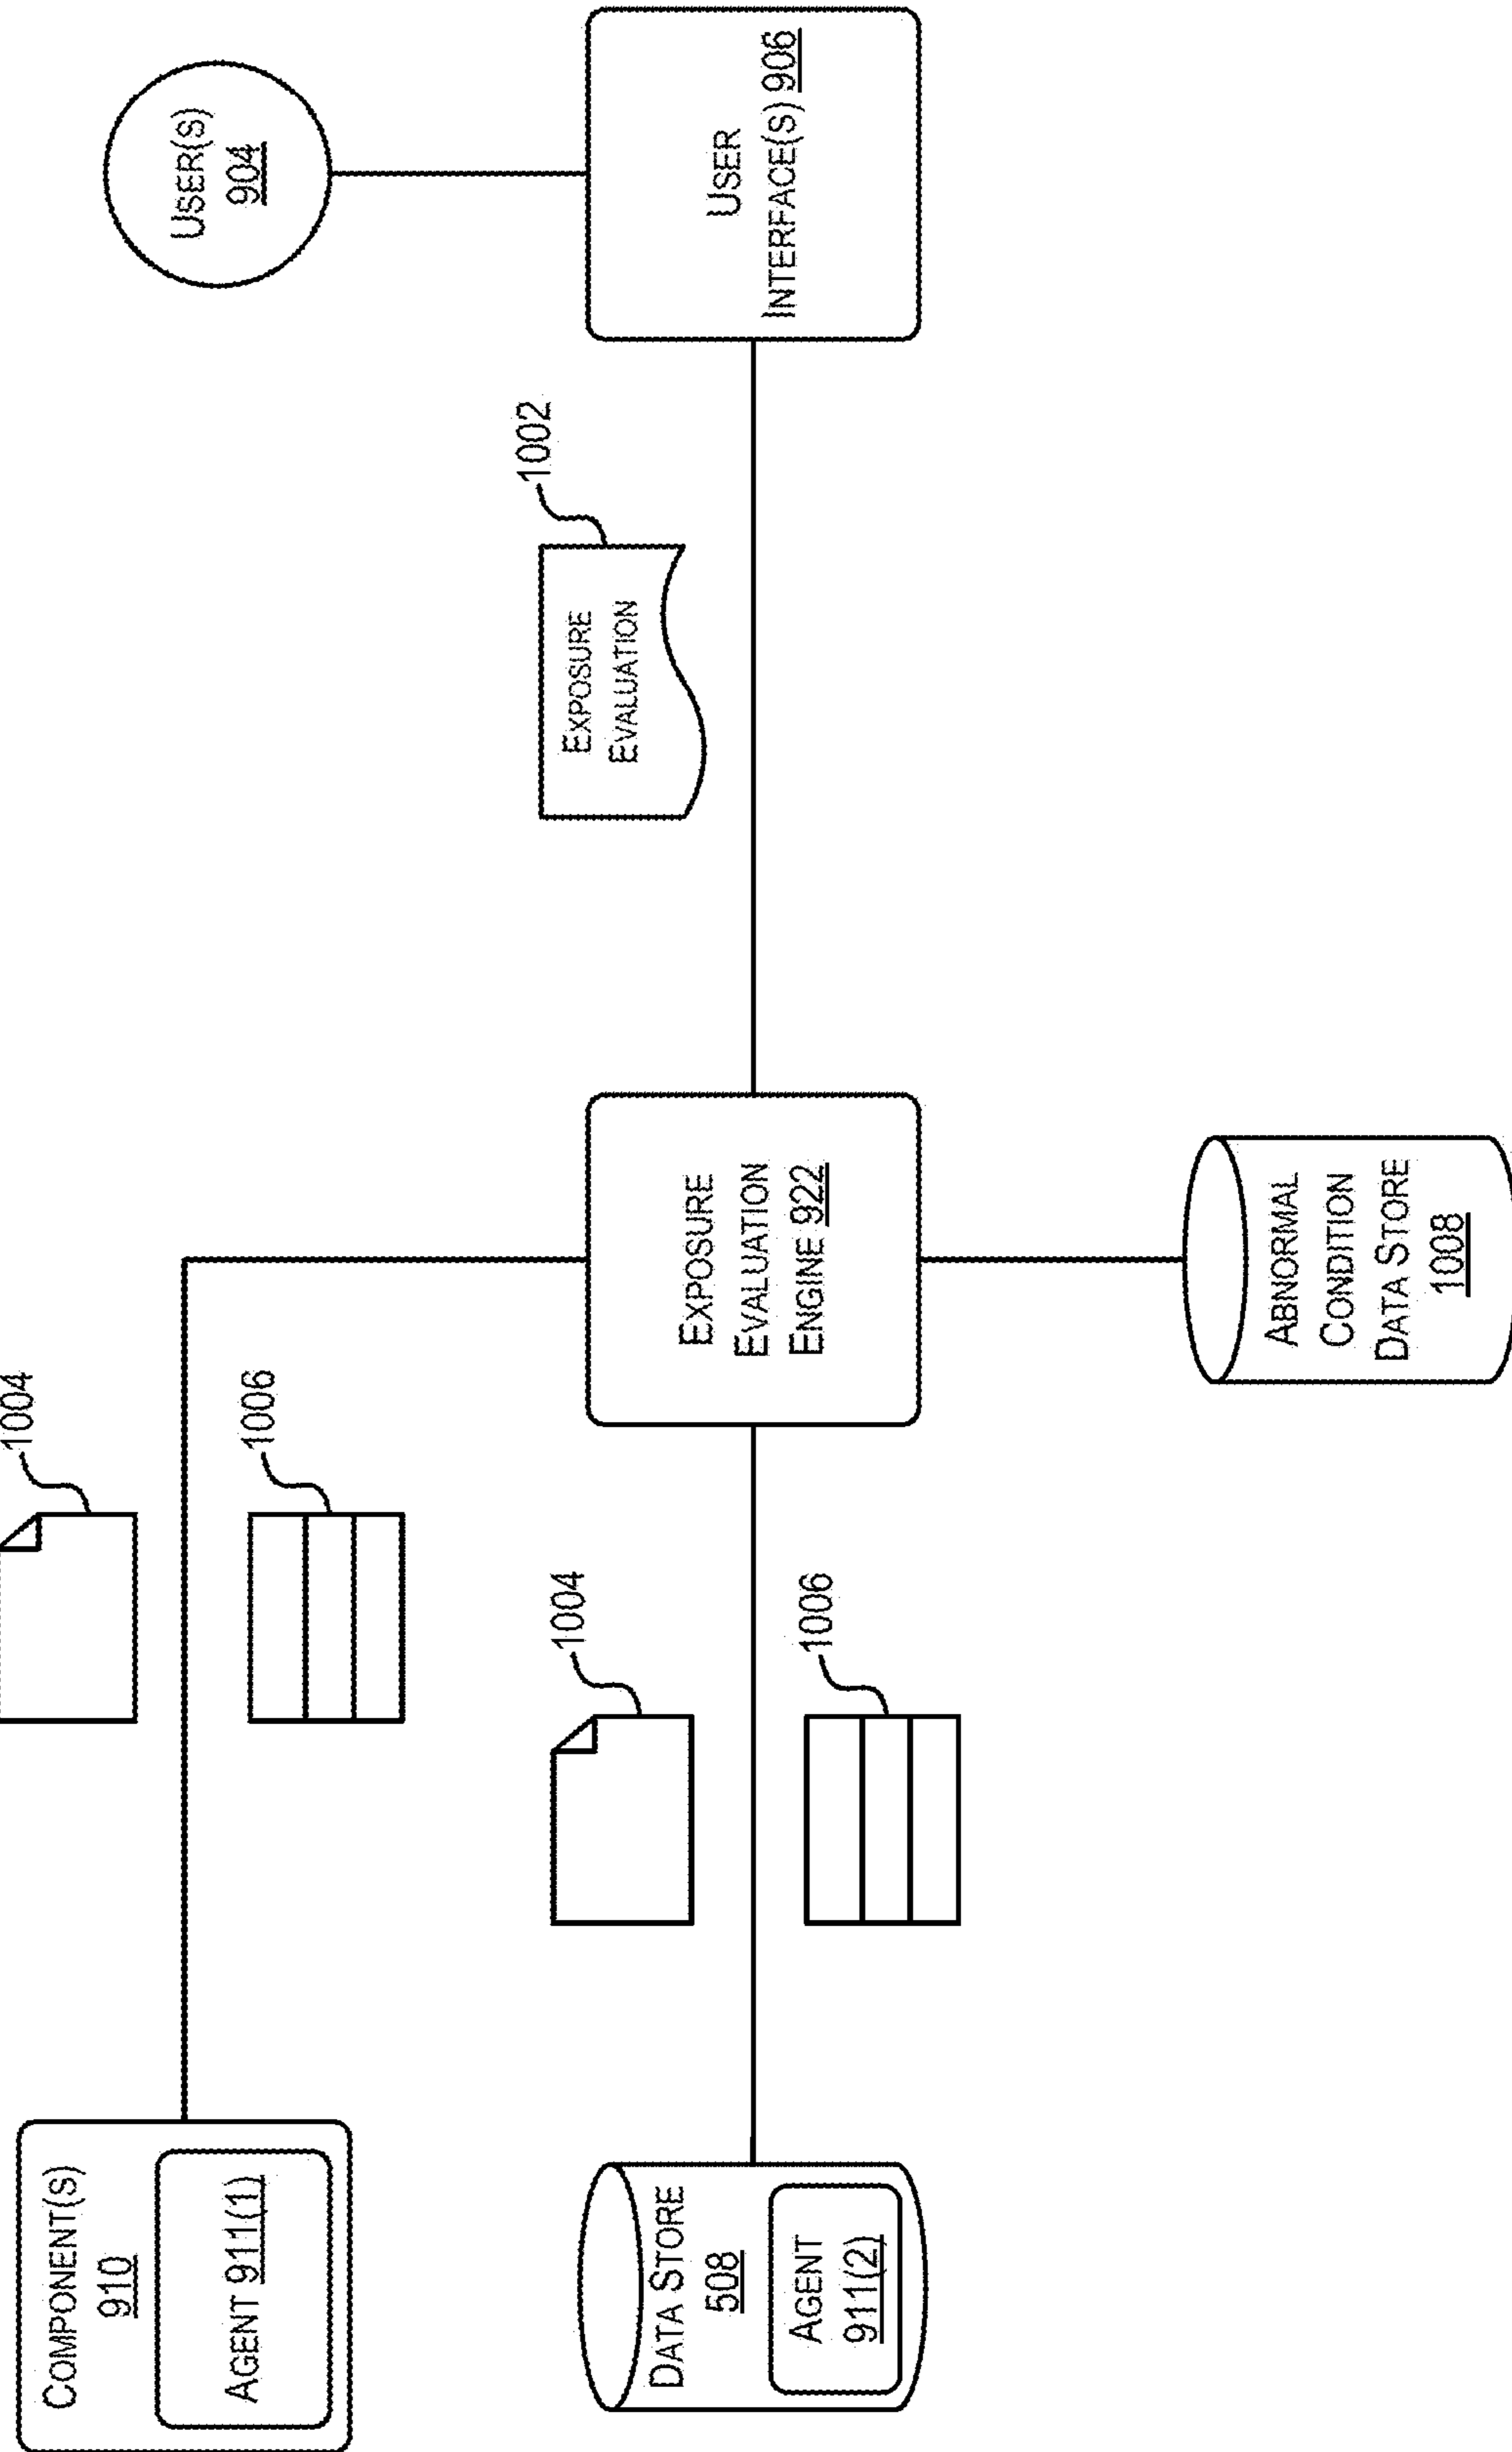 1004
COMPONENT(S)
910
AGENT 911(1)
1006
USER(S)
904
1004
1002
EXPOSURE
EVALUATION
DATA STORE
508
AGENT
911(2)
1006
EXPOSURE
EVALUATION
ENGINE 922
USER
INTERFACE(S) 906
ABNORMAL
CONDITION
DATA STORE
1008